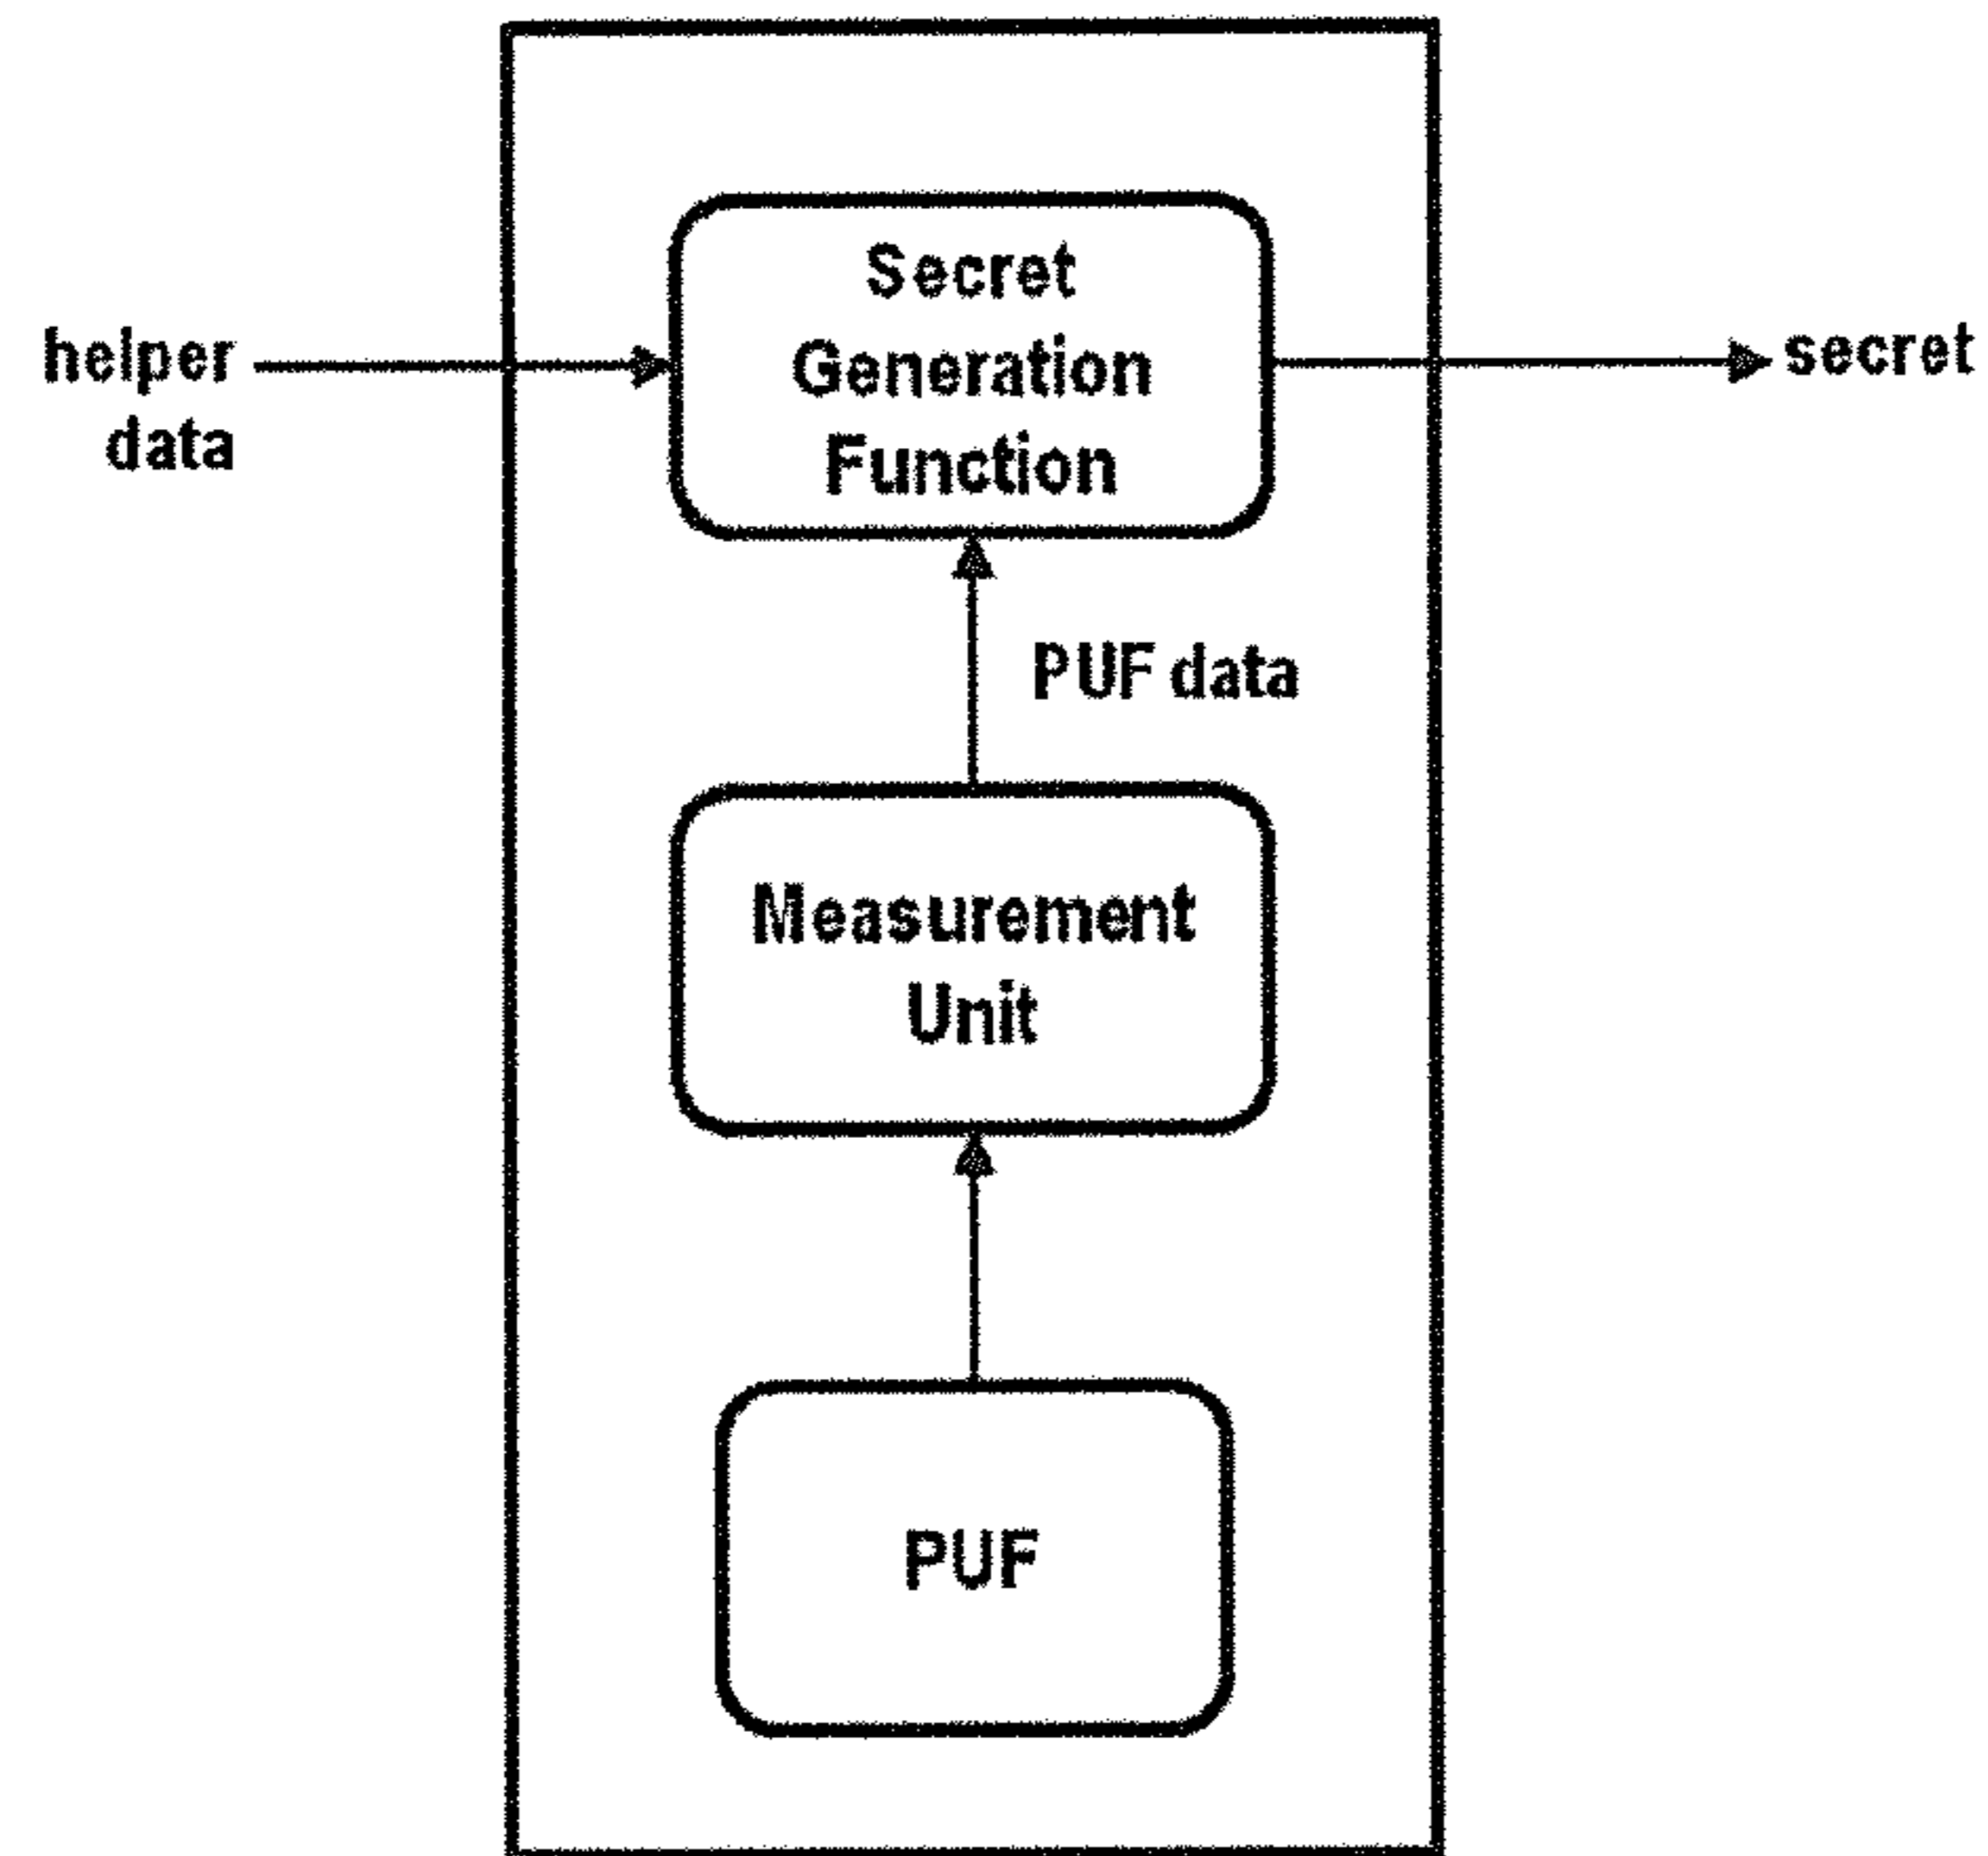 Secret
Generation
Function
helper
data
secret
PUF data
Measurement
Unit
PUF